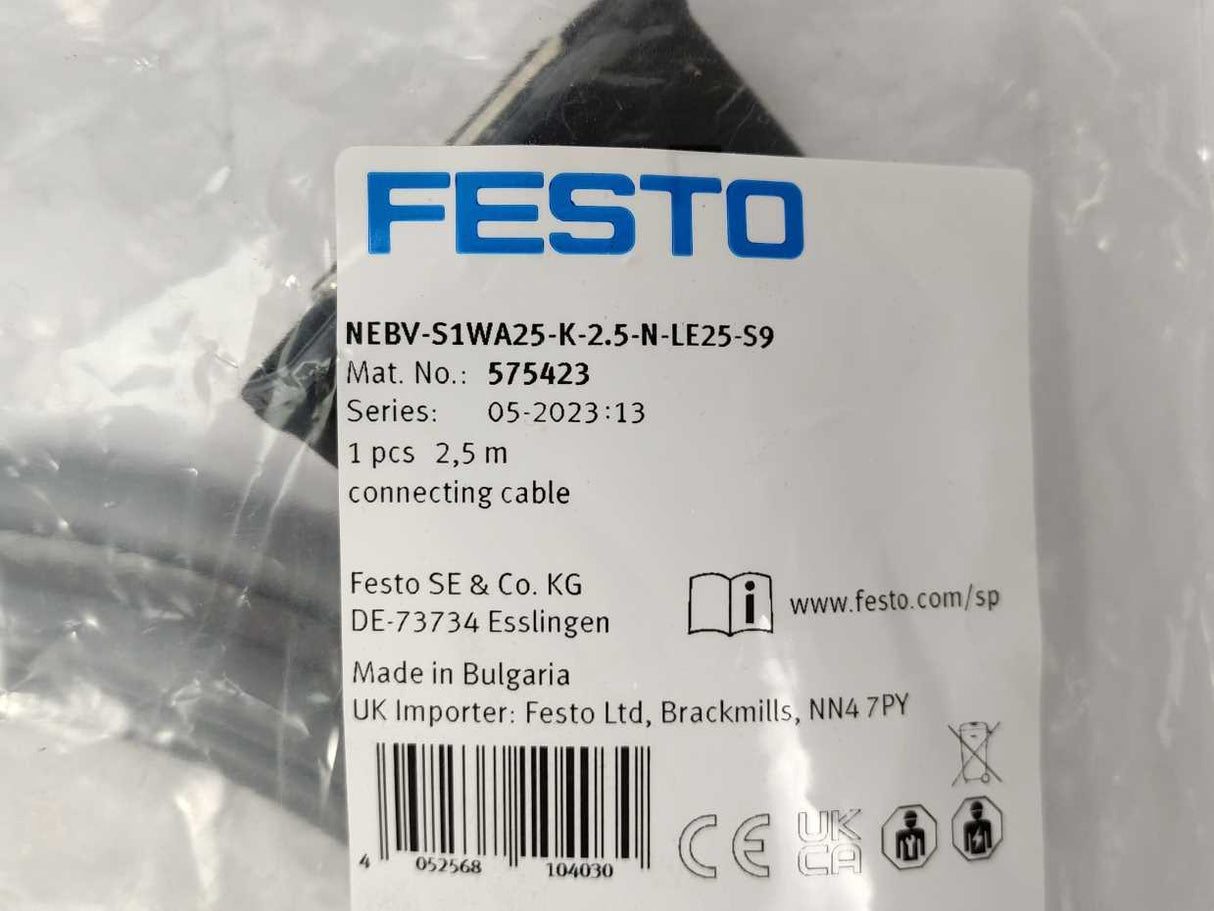 FESTO
NEBV-S1WA25-K-2.5-N-LE25-S9
Mat. No.: 575423
Series: 05-2023:13
1 pcs 2,5 m
connecting cable
Festo SE & Co. KG
DE-73734 Esslingen
www.festo.com/sp
Made in Bulgaria
UK Importer: Festo Ltd, Brackmills, NN4 7PY
4 052568 104030
CE
UK
CA